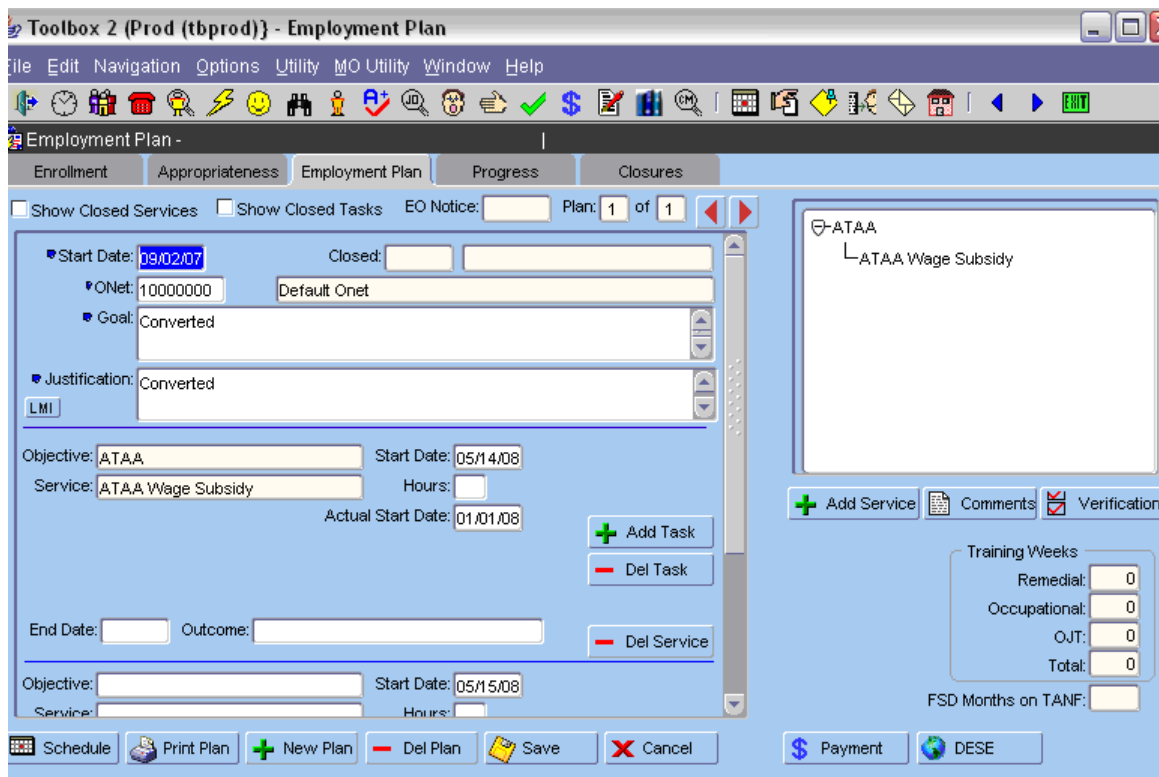 Toolbox 2 (Prod (tbprod)} - Employment Plan
File Edit Navigation Options Utility MO Utility Window Help
EXIT
Employment Plan -
Enrollment Appropriateness Employment Plan Progress Closures
Show Closed Services Show Closed Tasks EO Notice: Plan: 1 of 1
Start Date: 09/02/07 Closed:
ONet: 10000000 Default Onet
Goal: Converted
Justification: Converted
LMI
Objective: ATAA Start Date: 05/14/08
Service: ATAA Wage Subsidy Hours:
Actual Start Date: 01/01/08
Add Task
Del Task
End Date: Outcome:
Del Service
Objective: Start Date: 05/15/08
Service: Hours:
ATAA
ATAA Wage Subsidy
Add Service Comments Verification
Training Weeks
Remedial: 0
Occupational: 0
OJT: 0
Total: 0
FSD Months on TANF:
Schedule Print Plan New Plan Del Plan Save Cancel Payment DESE